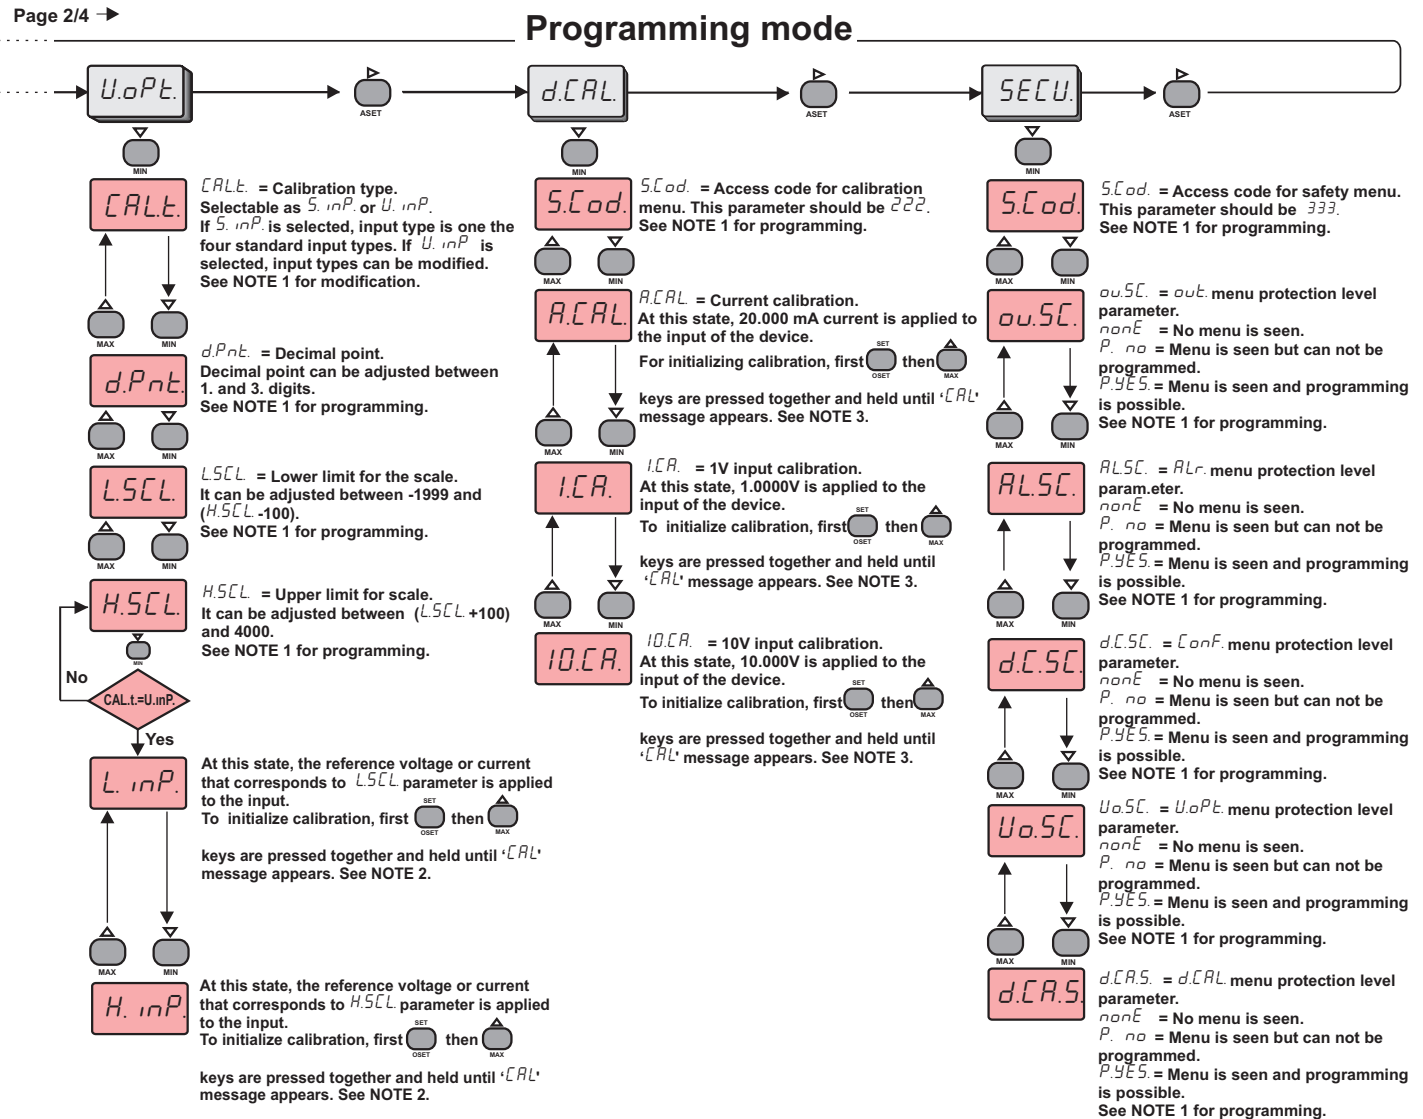 Page 2/4
Programming mode
U.oPt.
ASET
d.CAL.
ASET
SECU.
ASET
MIN
CAL.t.
CAL.t. = Calibration type.
Selectable as S. inP. or U. inP.
If S. inP. is selected, input type is one the
four standard input types. If U. inP is
selected, input types can be modified.
See NOTE 1 for modification.
MAX
MIN
d.Pnt.
d.Pnt. = Decimal point.
Decimal point can be adjusted between
1. and 3. digits.
See NOTE 1 for programming.
MAX
MIN
L.SCL.
L.SCL. = Lower limit for the scale.
It can be adjusted between -1999 and
(H.SCL. -100).
See NOTE 1 for programming.
MAX
MIN
H.SCL.
H.SCL. = Upper limit for scale.
It can be adjusted between (L.SCL. +100)
and 4000.
See NOTE 1 for programming.
MIN
No
CAL.t.=U.ınP.
Yes
L. inP.
At this state, the reference voltage or current
that corresponds to L.SCL. parameter is applied
to the input.
SET
To initialize calibration, first then
OSET
MAX
keys are pressed together and held until ‘CAL'
message appears. See NOTE 2.
MAX
MIN
H. inP.
At this state, the reference voltage or current
that corresponds to H.SCL. parameter is applied
to the input.
SET
To initialize calibration, first then
OSET
MAX
keys are pressed together and held until ‘CAL'
message appears. See NOTE 2.
MIN
S.Cod.
S.Cod. = Access code for calibration
menu. This parameter should be 222.
See NOTE 1 for programming.
MAX
MIN
A.CAL.
A.CAL. = Current calibration.
At this state, 20.000 mA current is applied to
the input of the device.
SET
For initializing calibration, first then
OSET
MAX
keys are pressed together and held until ‘CAL'
message appears. See NOTE 3.
MAX
MIN
1.CA.
1.CA. = 1V input calibration.
At this state, 1.0000V is applied to the
input of the device.
SET
To initialize calibration, first then
OSET
MAX
keys are pressed together and held until
‘CAL' message appears. See NOTE 3.
MAX
MIN
10.CA.
10.CA. = 10V input calibration.
At this state, 10.000V is applied to the
input of the device.
SET
To initialize calibration, first then
OSET
MAX
keys are pressed together and held until
‘CAL' message appears. See NOTE 3.
MIN
S.Cod.
S.Cod. = Access code for safety menu.
This parameter should be 333.
See NOTE 1 for programming.
MAX
MIN
ou.SC.
ou.SC. = out. menu protection level
parameter.
nonE = No menu is seen.
P. no = Menu is seen but can not be
programmed.
P.YES. = Menu is seen and programming
is possible.
See NOTE 1 for programming.
MAX
MIN
AL.SC.
AL.SC. = ALr. menu protection level
param.eter.
nonE = No menu is seen.
P. no = Menu is seen but can not be
programmed.
P.YES. = Menu is seen and programming
is possible.
See NOTE 1 for programming.
MAX
MIN
d.C.SC.
d.C.SC. = ConF. menu protection level
parameter.
nonE = No menu is seen.
P. no = Menu is seen but can not be
programmed.
P.YES. = Menu is seen and programming
is possible.
See NOTE 1 for programming.
MAX
MIN
Uo.SC.
Uo.SC. = U.oPt. menu protection level
parameter.
nonE = No menu is seen.
P. no = Menu is seen but can not be
programmed.
P.YES. = Menu is seen and programming
is possible.
See NOTE 1 for programming.
MAX
MIN
d.CA.S.
d.CA.S. = d.CAL. menu protection level
parameter.
nonE = No menu is seen.
P. no = Menu is seen but can not be
programmed.
P.YES. = Menu is seen and programming
is possible.
See NOTE 1 for programming.